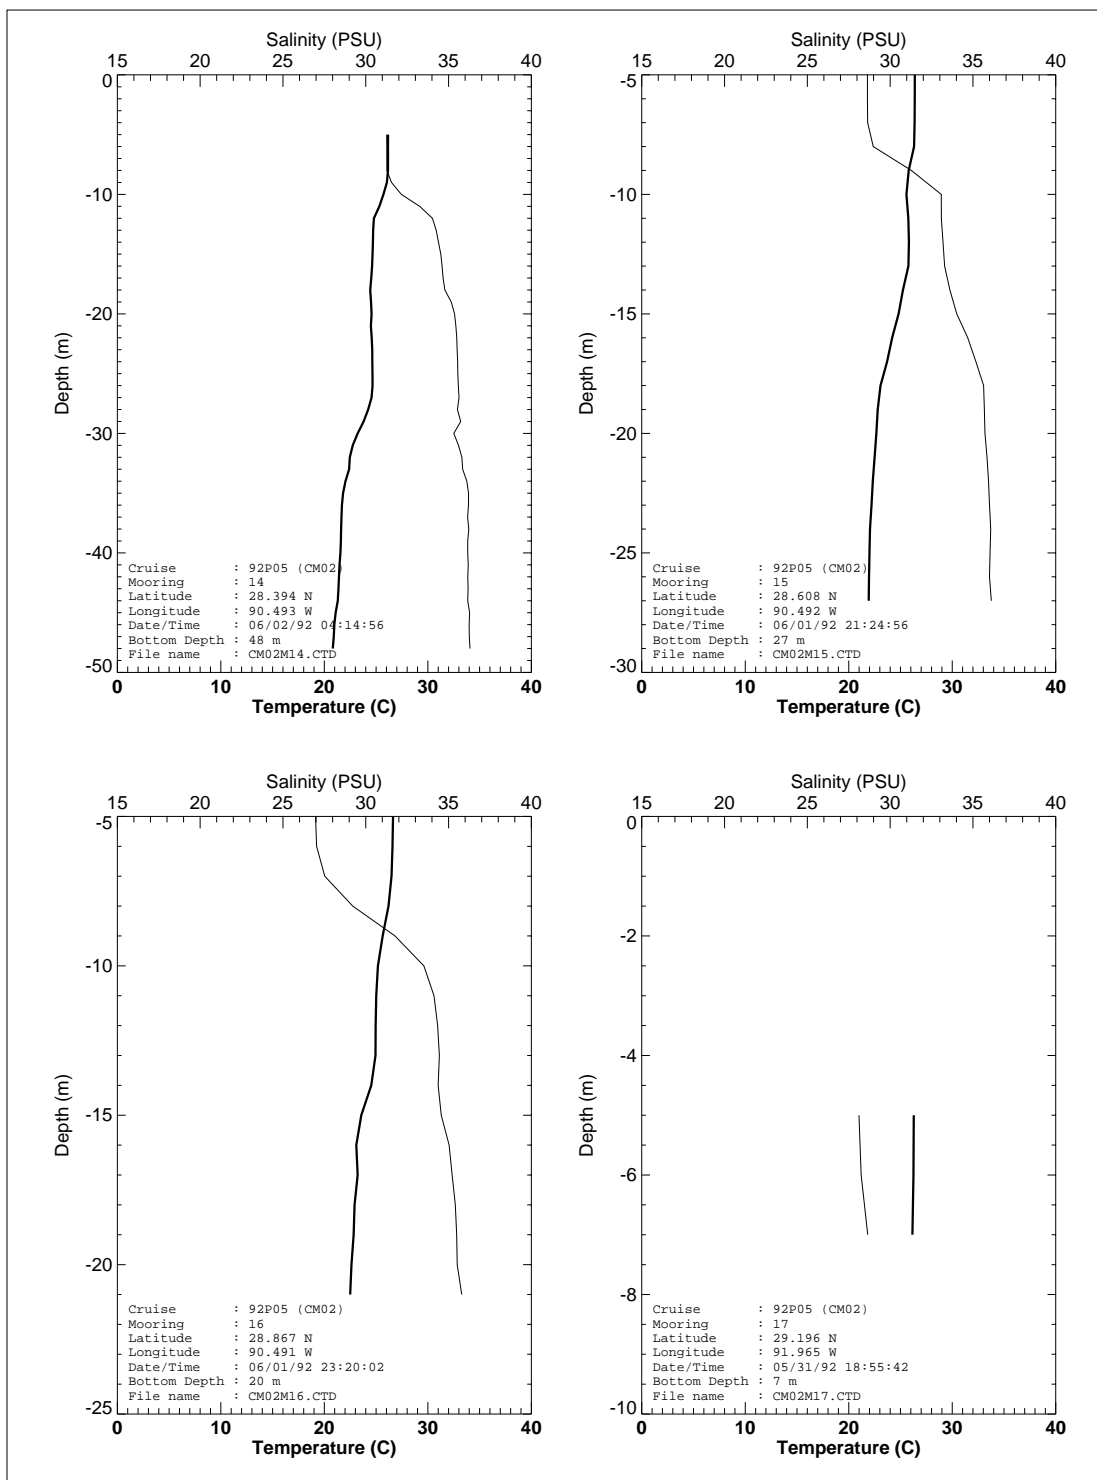 Salinity (PSU)
15 20 25 30 35 40
0
-10
-20
-30
-40
-50
Depth (m)
Cruise : 92P05 (CM02)
Mooring : 14
Latitude : 28.394 N
Longitude : 90.493 W
Date/Time : 06/02/92 04:14:56
Bottom Depth : 48 m
File name : CM02M14.CTD
0 10 20 30 40
Temperature (C)
Salinity (PSU)
15 20 25 30 35 40
-5
-10
-15
-20
-25
-30
Depth (m)
Cruise : 92P05 (CM02)
Mooring : 15
Latitude : 28.608 N
Longitude : 90.492 W
Date/Time : 06/01/92 21:24:56
Bottom Depth : 27 m
File name : CM02M15.CTD
0 10 20 30 40
Temperature (C)
Salinity (PSU)
15 20 25 30 35 40
-5
-10
-15
-20
-25
Depth (m)
Cruise : 92P05 (CM02)
Mooring : 16
Latitude : 28.867 N
Longitude : 90.491 W
Date/Time : 06/01/92 23:20:02
Bottom Depth : 20 m
File name : CM02M16.CTD
0 10 20 30 40
Temperature (C)
Salinity (PSU)
15 20 25 30 35 40
0
-2
-4
-6
-8
-10
Depth (m)
Cruise : 92P05 (CM02)
Mooring : 17
Latitude : 29.196 N
Longitude : 91.965 W
Date/Time : 05/31/92 18:55:42
Bottom Depth : 7 m
File name : CM02M17.CTD
0 10 20 30 40
Temperature (C)